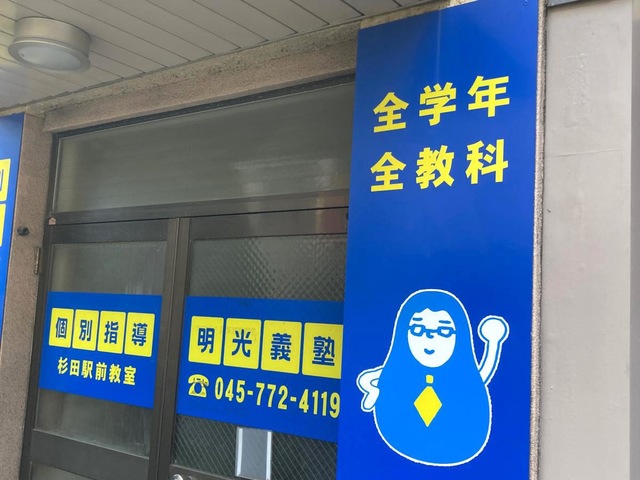 全学年
全教科
個別指導
杉田駅前教室
明光義塾
☎045-772-4119